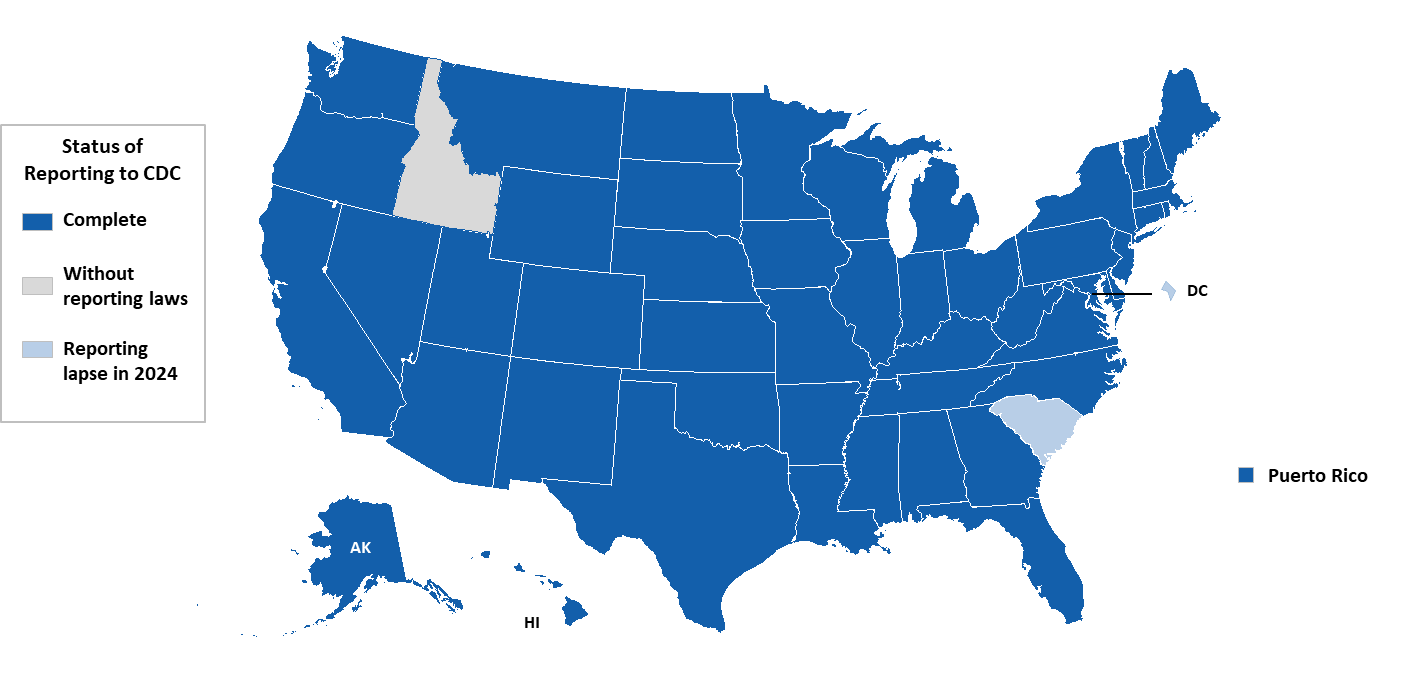 Status of
Reporting to CDC
Complete
Without
reporting laws
Reporting
lapse in 2024
DC
Puerto Rico
AK
HI